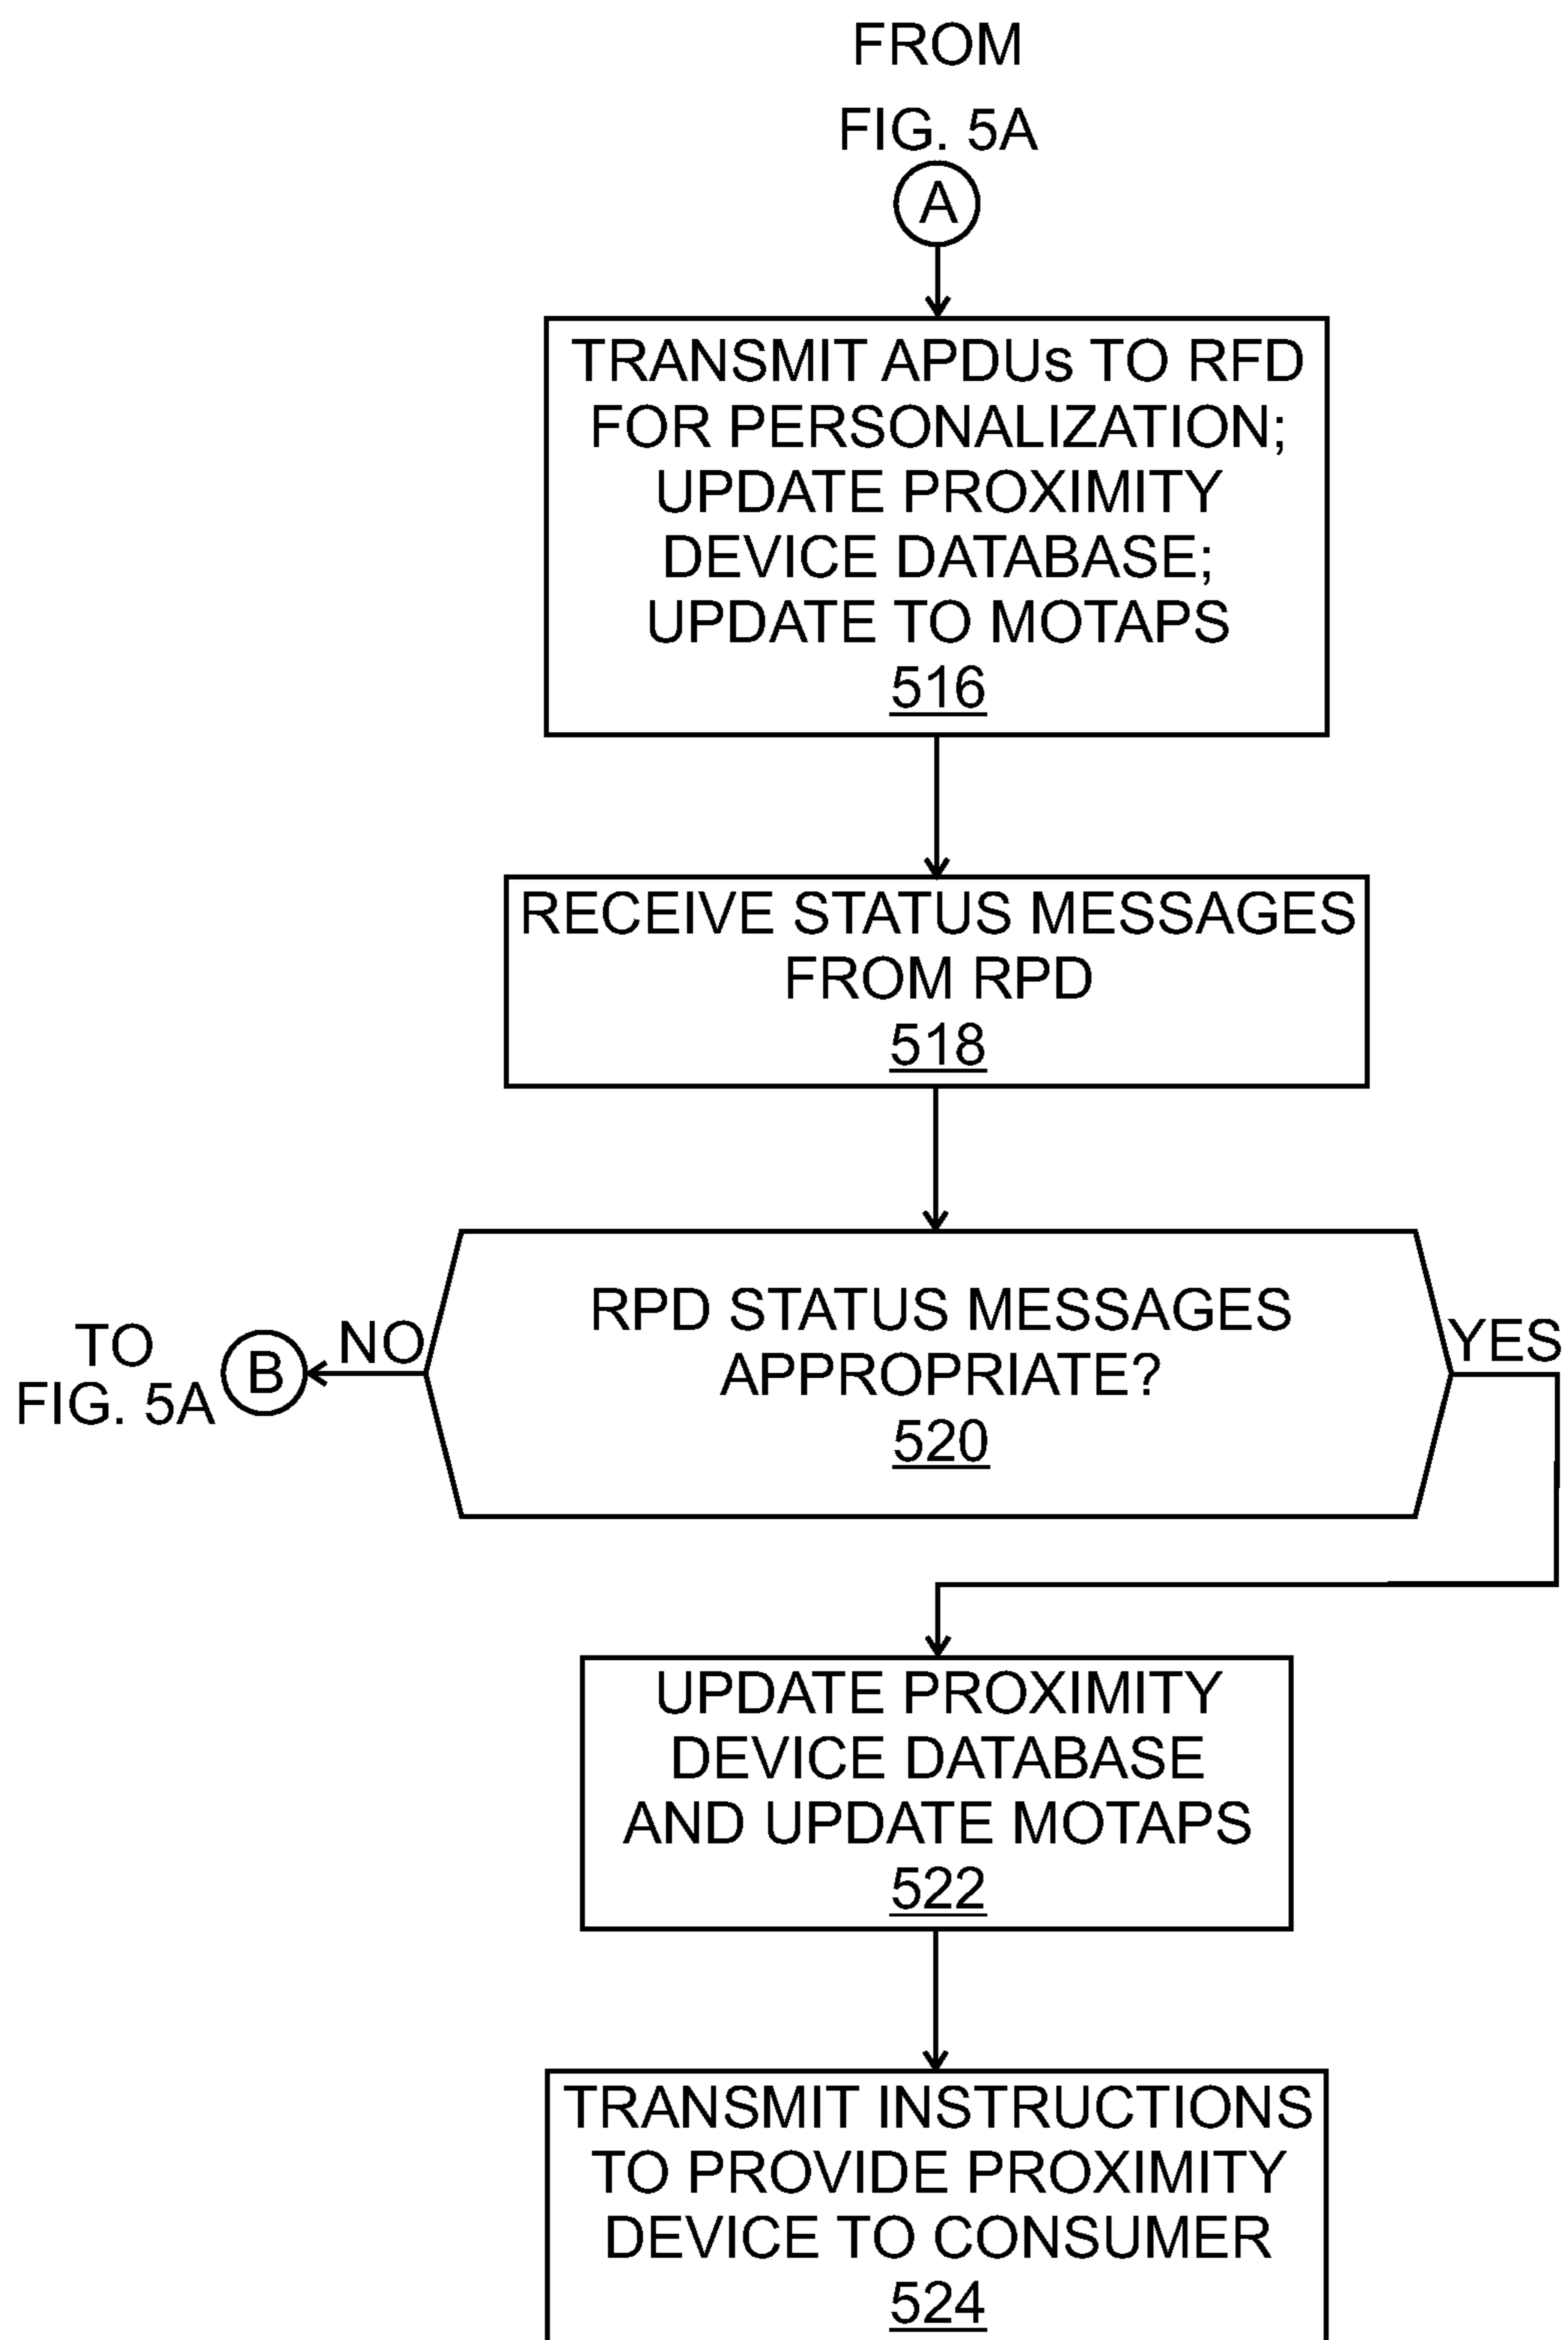 FROM
FIG. 5A
A
TRANSMIT APDUs TO RFD
FOR PERSONALIZATION;
UPDATE PROXIMITY
DEVICE DATABASE;
UPDATE TO MOTAPS
516
RECEIVE STATUS MESSAGES
FROM RPD
518
RPD STATUS MESSAGES
APPROPRIATE?
520
NO
B
TO
FIG. 5A
YES
UPDATE PROXIMITY
DEVICE DATABASE
AND UPDATE MOTAPS
522
TRANSMIT INSTRUCTIONS
TO PROVIDE PROXIMITY
DEVICE TO CONSUMER
524